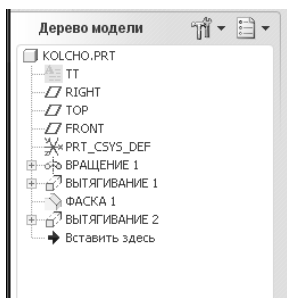 Дерево модели
KOLCHO.PRT
TT
RIGHT
TOP
FRONT
PRT_CSYS_DEF
ВРАЩЕНИЕ 1
ВЫТЯГИВАНИЕ 1
ФАСКА 1
ВЫТЯГИВАНИЕ 2
Вставить здесь